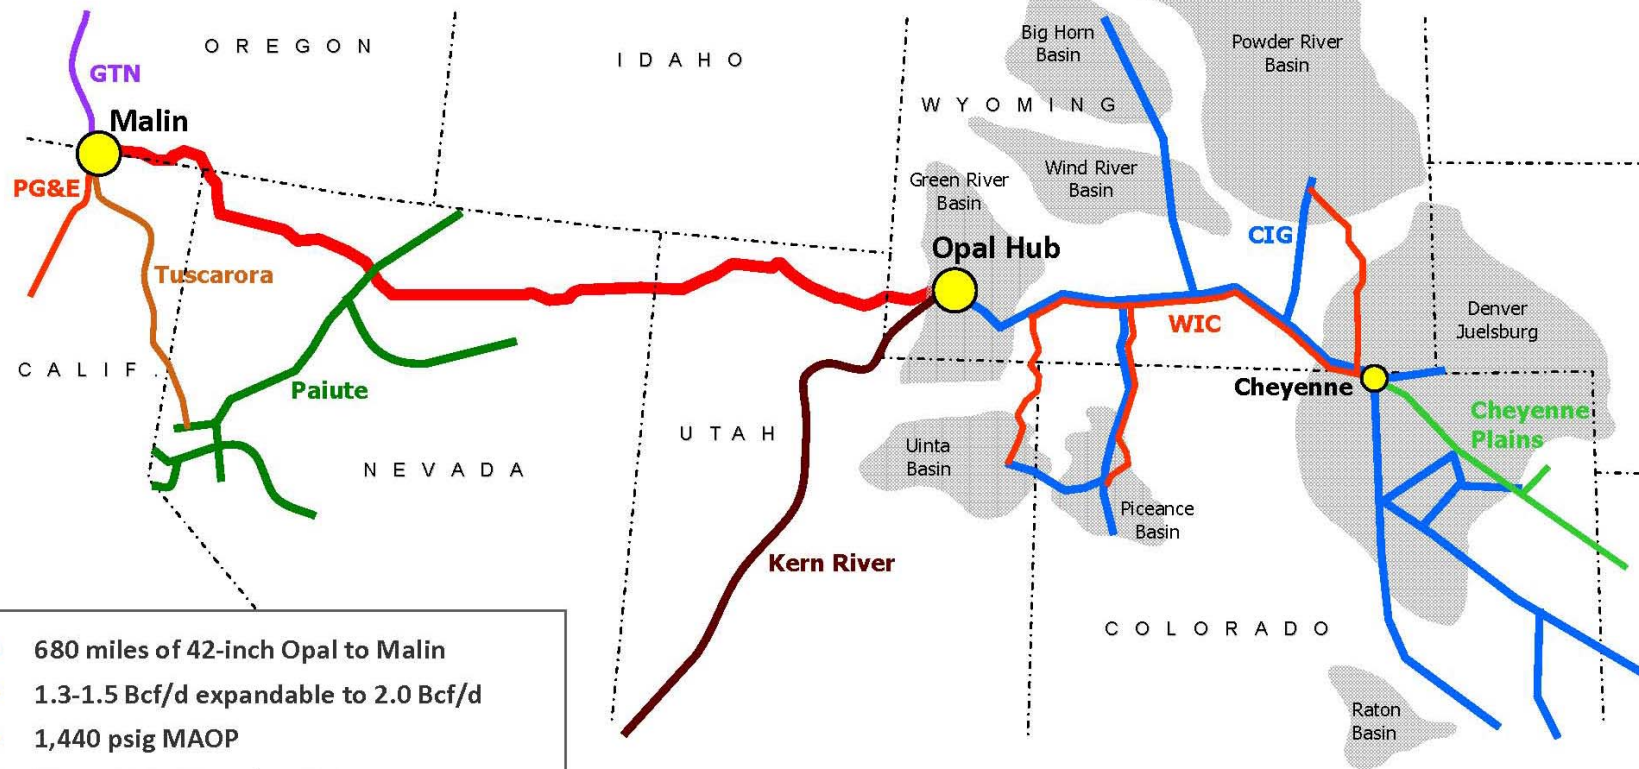 OREGON
IDAHO
Big Horn
Basin
Powder River
Basin
GTN
WYOMING
Malin
Wind River
Basin
Green River
Basin
PG&E
CIG
Opal Hub
Tuscarora
WIC
Denver
Juelsburg
CALIF.
Paiute
Cheyenne
Cheyenne
Plains
UTAH
NEVADA
Uinta
Basin
Piceance
Basin
Kern River
COLORADO
680 miles of 42-inch Opal to Malin
1.3-1.5 Bcf/d expandable to 2.0 Bcf/d
1,440 psig MAOP
Raton
Basin